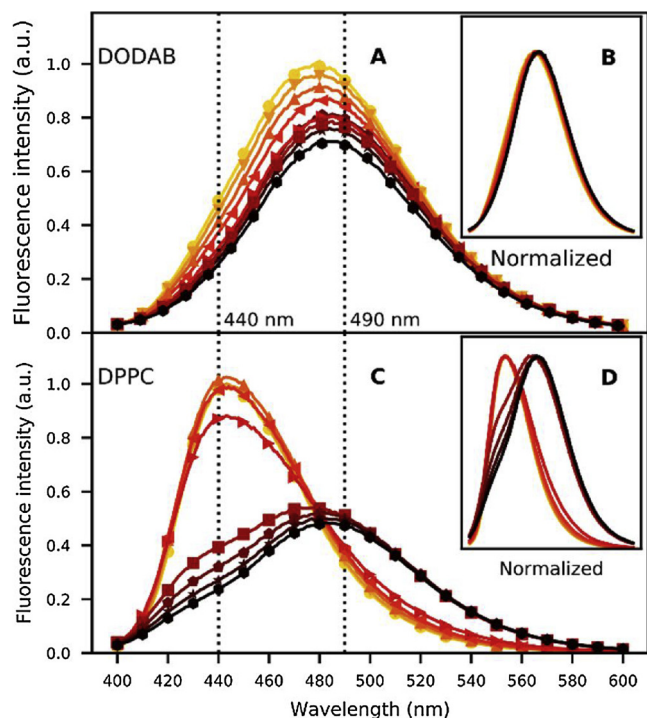 Fluorescence intensity (a.u.)
DODAB
A
B
1.0
0.8
0.6
0.4
0.2
0.0
Normalized
440 nm
490 nm
Fluorescence intensity (a.u.)
DPPC
C
D
1.0
0.8
0.6
0.4
0.2
0.0
Normalized
400 420 440 460 480 500 520 540 560 580 600
Wavelength (nm)